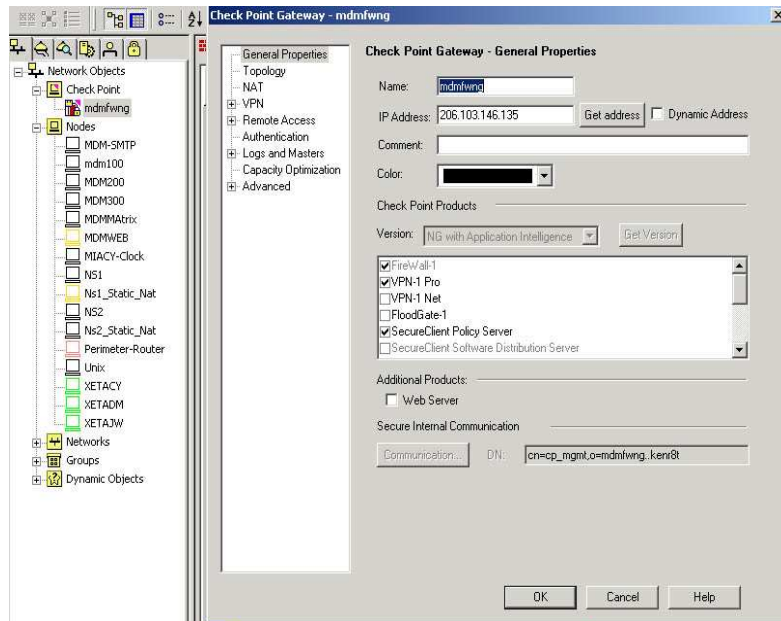 Check Point Gateway - mdmfwng
Network Objects
Check Point
mdmfwng
Nodes
MDM-SMTP
mdm100
MDM200
MDM300
MDMMAtrix
MDMWEB
MIACY-Clock
NS1
Ns1_Static_Nat
NS2
Ns2_Static_Nat
Perimeter-Router
Unix
XETACY
XETADM
XETAJW
Networks
Groups
Dynamic Objects
General Properties
Topology
NAT
VPN
Remote Access
Authentication
Logs and Masters
Capacity Optimization
Advanced
Check Point Gateway - General Properties
Name: mdmfwng
IP Address: 206.103.146.135 Get address Dynamic Address
Comment:
Color:
Check Point Products
Version: NG with Application Intelligence Get Version
FireWall-1
VPN-1 Pro
VPN-1 Net
FloodGate-1
SecureClient Policy Server
SecureClient Software Distribution Server
Additional Products:
Web Server
Secure Internal Communication
Communication... DN: cn=cp_mgmt,o=mdmfwng..kenr8t
OK Cancel Help